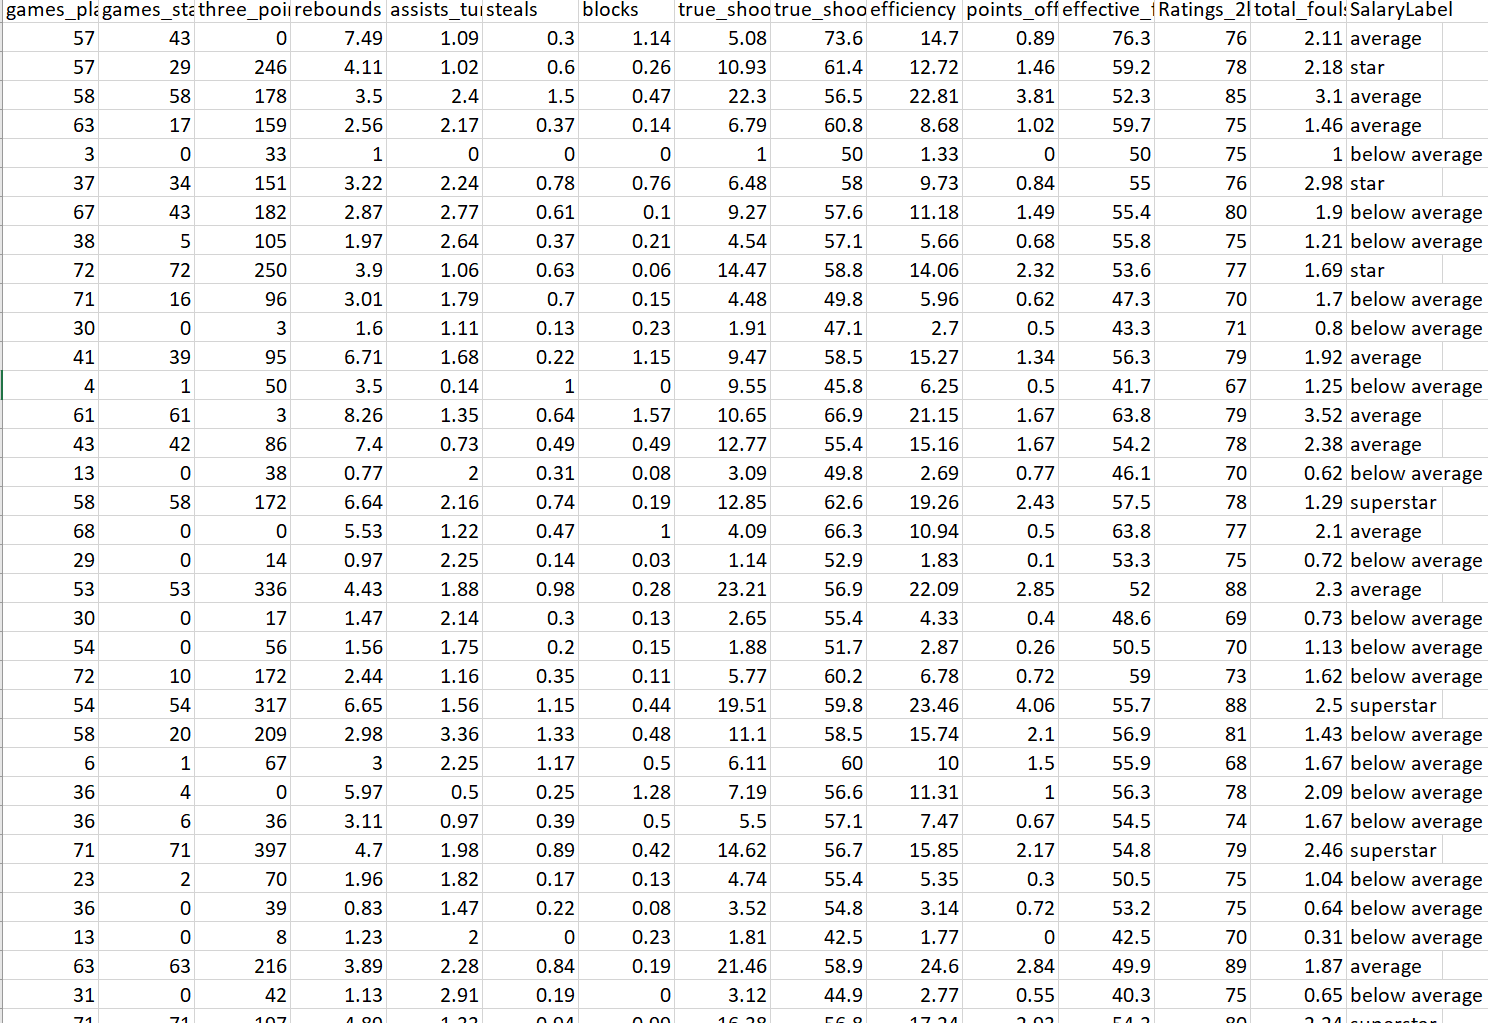 games_pla games_sta three_poi rebounds assists_tu steals blocks true_shoo true_shoo efficiency points_off effective_f Ratings_2k total_fouls SalaryLabel
57 43 0 7.49 1.09 0.3 1.14 5.08 73.6 14.7 0.89 76.3 76 2.11 average
57 29 246 4.11 1.02 0.6 0.26 10.93 61.4 12.72 1.46 59.2 78 2.18 star
58 58 178 3.5 2.4 1.5 0.47 22.3 56.5 22.81 3.81 52.3 85 3.1 average
63 17 159 2.56 2.17 0.37 0.14 6.79 60.8 8.68 1.02 59.7 75 1.46 average
3 0 33 1 0 0 0 1 50 1.33 0 50 75 1 below average
37 34 151 3.22 2.24 0.78 0.76 6.48 58 9.73 0.84 55 76 2.98 star
67 43 182 2.87 2.77 0.61 0.1 9.27 57.6 11.18 1.49 55.4 80 1.9 below average
38 5 105 1.97 2.64 0.37 0.21 4.54 57.1 5.66 0.68 55.8 75 1.21 below average
72 72 250 3.9 1.06 0.63 0.06 14.47 58.8 14.06 2.32 53.6 77 1.69 star
71 16 96 3.01 1.79 0.7 0.15 4.48 49.8 5.96 0.62 47.3 70 1.7 below average
30 0 3 1.6 1.11 0.13 0.23 1.91 47.1 2.7 0.5 43.3 71 0.8 below average
41 39 95 6.71 1.68 0.22 1.15 9.47 58.5 15.27 1.34 56.3 79 1.92 average
4 1 50 3.5 0.14 1 0 9.55 45.8 6.25 0.5 41.7 67 1.25 below average
61 61 3 8.26 1.35 0.64 1.57 10.65 66.9 21.15 1.67 63.8 79 3.52 average
43 42 86 7.4 0.73 0.49 0.49 12.77 55.4 15.16 1.67 54.2 78 2.38 average
13 0 38 0.77 2 0.31 0.08 3.09 49.8 2.69 0.77 46.1 70 0.62 below average
58 58 172 6.64 2.16 0.74 0.19 12.85 62.6 19.26 2.43 57.5 78 1.29 superstar
68 0 0 5.53 1.22 0.47 1 4.09 66.3 10.94 0.5 63.8 77 2.1 average
29 0 14 0.97 2.25 0.14 0.03 1.14 52.9 1.83 0.1 53.3 75 0.72 below average
53 53 336 4.43 1.88 0.98 0.28 23.21 56.9 22.09 2.85 52 88 2.3 average
30 0 17 1.47 2.14 0.3 0.13 2.65 55.4 4.33 0.4 48.6 69 0.73 below average
54 0 56 1.56 1.75 0.2 0.15 1.88 51.7 2.87 0.26 50.5 70 1.13 below average
72 10 172 2.44 1.16 0.35 0.11 5.77 60.2 6.78 0.72 59 73 1.62 below average
54 54 317 6.65 1.56 1.15 0.44 19.51 59.8 23.46 4.06 55.7 88 2.5 superstar
58 20 209 2.98 3.36 1.33 0.48 11.1 58.5 15.74 2.1 56.9 81 1.43 below average
6 1 67 3 2.25 1.17 0.5 6.11 60 10 1.5 55.9 68 1.67 below average
36 4 0 5.97 0.5 0.25 1.28 7.19 56.6 11.31 1 56.3 78 2.09 below average
36 6 36 3.11 0.97 0.39 0.5 5.5 57.1 7.47 0.67 54.5 74 1.67 below average
71 71 397 4.7 1.98 0.89 0.42 14.62 56.7 15.85 2.17 54.8 79 2.46 superstar
23 2 70 1.96 1.82 0.17 0.13 4.74 55.4 5.35 0.3 50.5 75 1.04 below average
36 0 39 0.83 1.47 0.22 0.08 3.52 54.8 3.14 0.72 53.2 75 0.64 below average
13 0 8 1.23 2 0 0.23 1.81 42.5 1.77 0 42.5 70 0.31 below average
63 63 216 3.89 2.28 0.84 0.19 21.46 58.9 24.6 2.84 49.9 89 1.87 average
31 0 42 1.13 2.91 0.19 0 3.12 44.9 2.77 0.55 40.3 75 0.65 below average